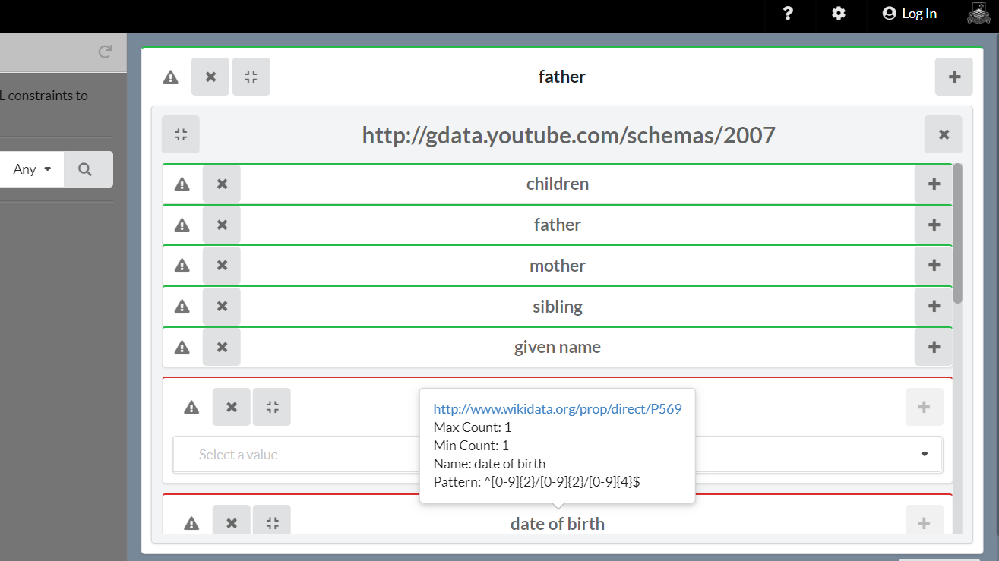 ? Log In
L constraints to
Any
father
http://gdata.youtube.com/schemas/2007
children
father
mother
sibling
given name
http://www.wikidata.org/prop/direct/P569
Max Count: 1
Min Count: 1
Name: date of birth
Pattern: ^[0-9]{2}/[0-9]{2}/[0-9]{4}$
-- Select a value --
date of birth